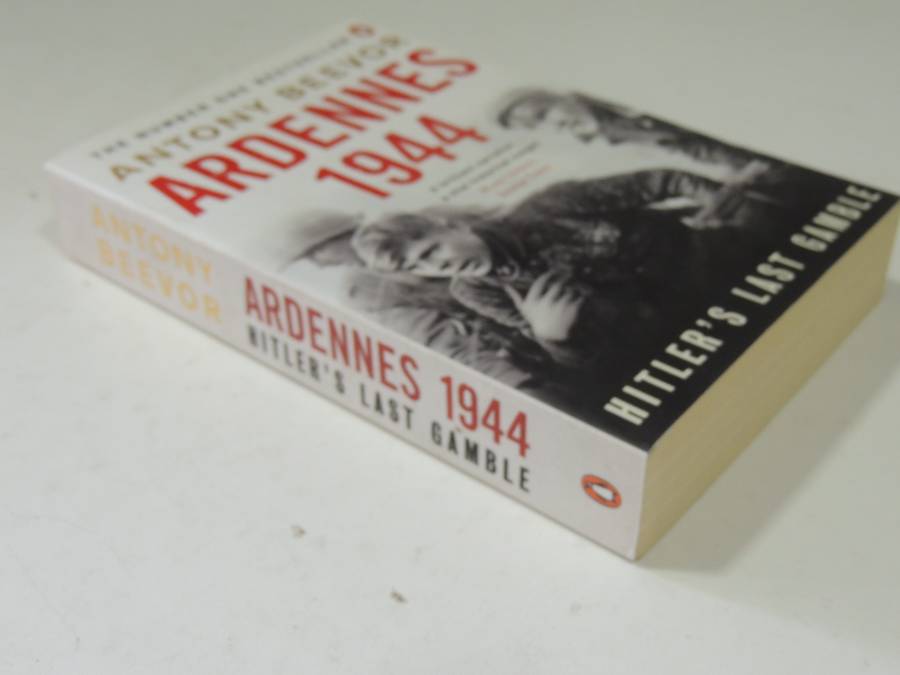 THE NUMBER ONE BESTSELLER
ANTONY BEEVOR
ARDENNES
1944
HITLER'S LAST GAMBLE
ANTONY
BEEVOR
ARDENNES 1944
HITLER'S LAST GAMBLE